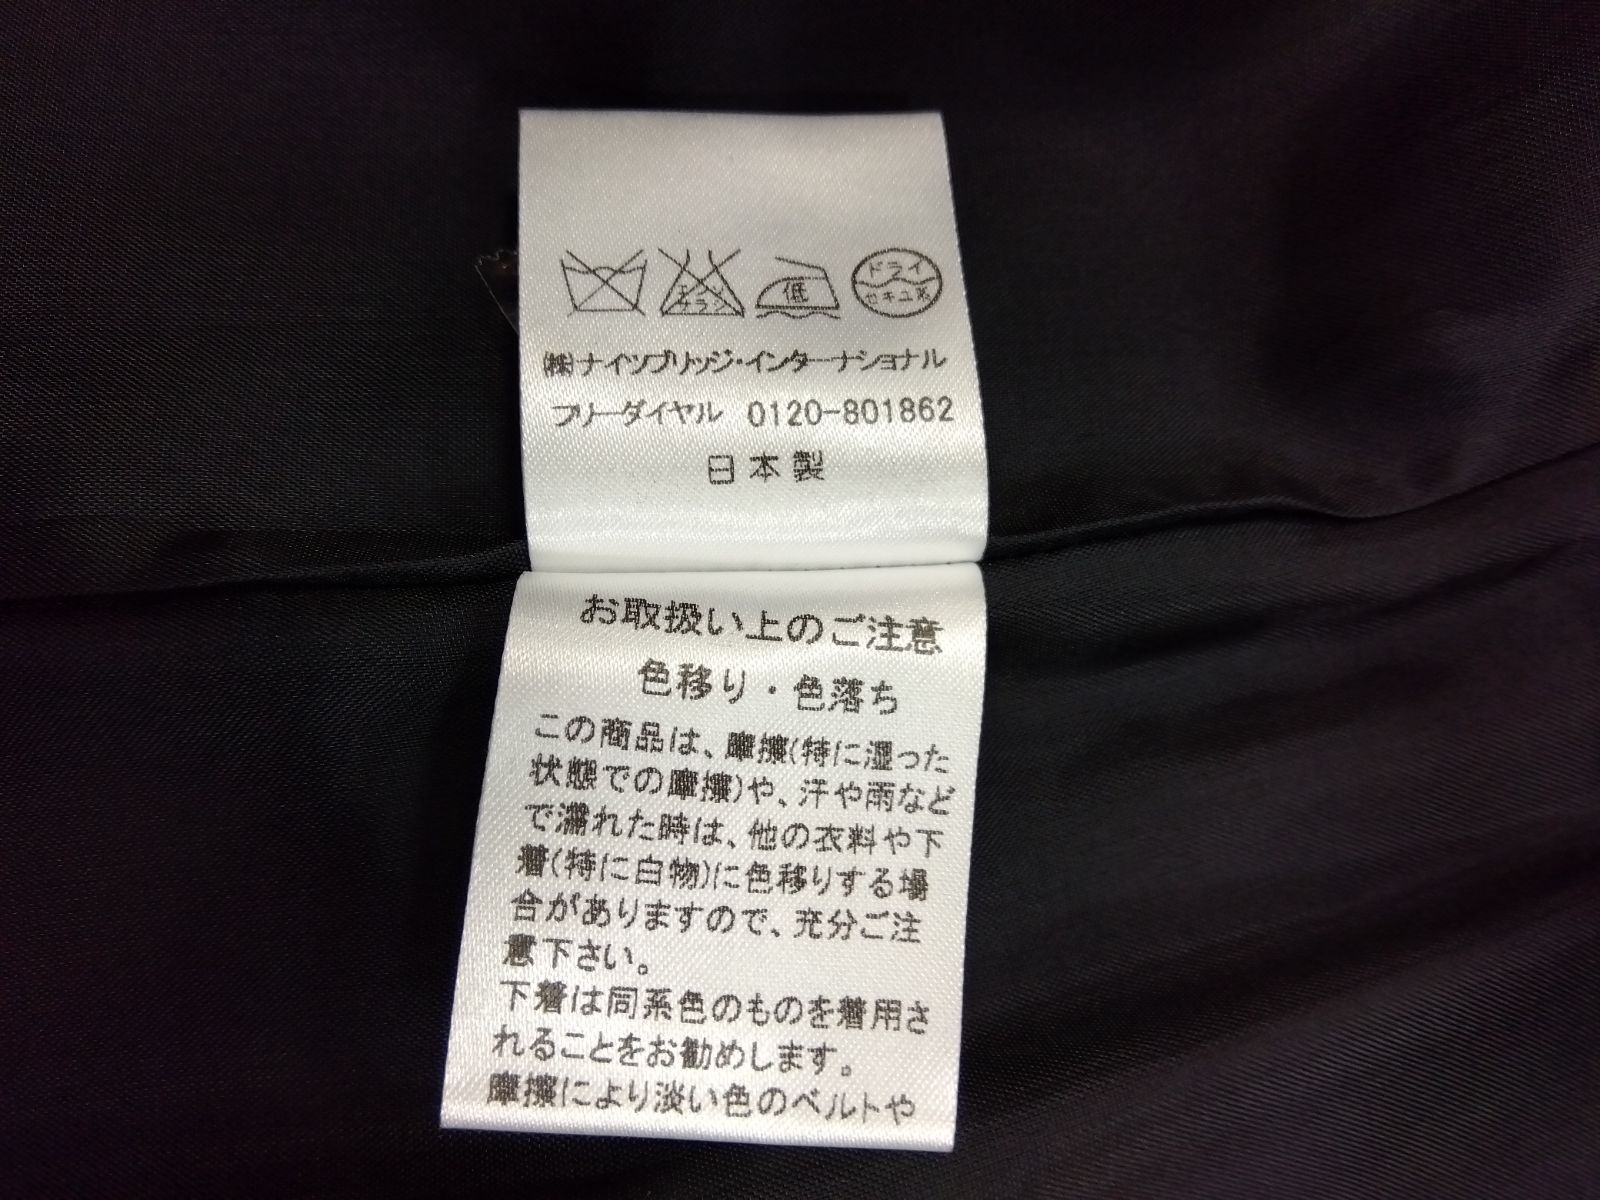 エンソ
サラシ
低
ドライ
セキユ系
(株)ナイツブリッジ・インターナショナル
フリーダイヤル 0120-801862
日本製
お取扱い上のご注意
色移り・色落ち
この商品は、摩擦(特に湿った
状態での摩擦)や、汗や雨など
で濡れた時は、他の衣料や下
着(特に白物)に色移りする場
合がありますので、充分ご注
意下さい。
下着は同系色のものを着用さ
れることをお勧めします。
摩擦により淡い色のベルトや